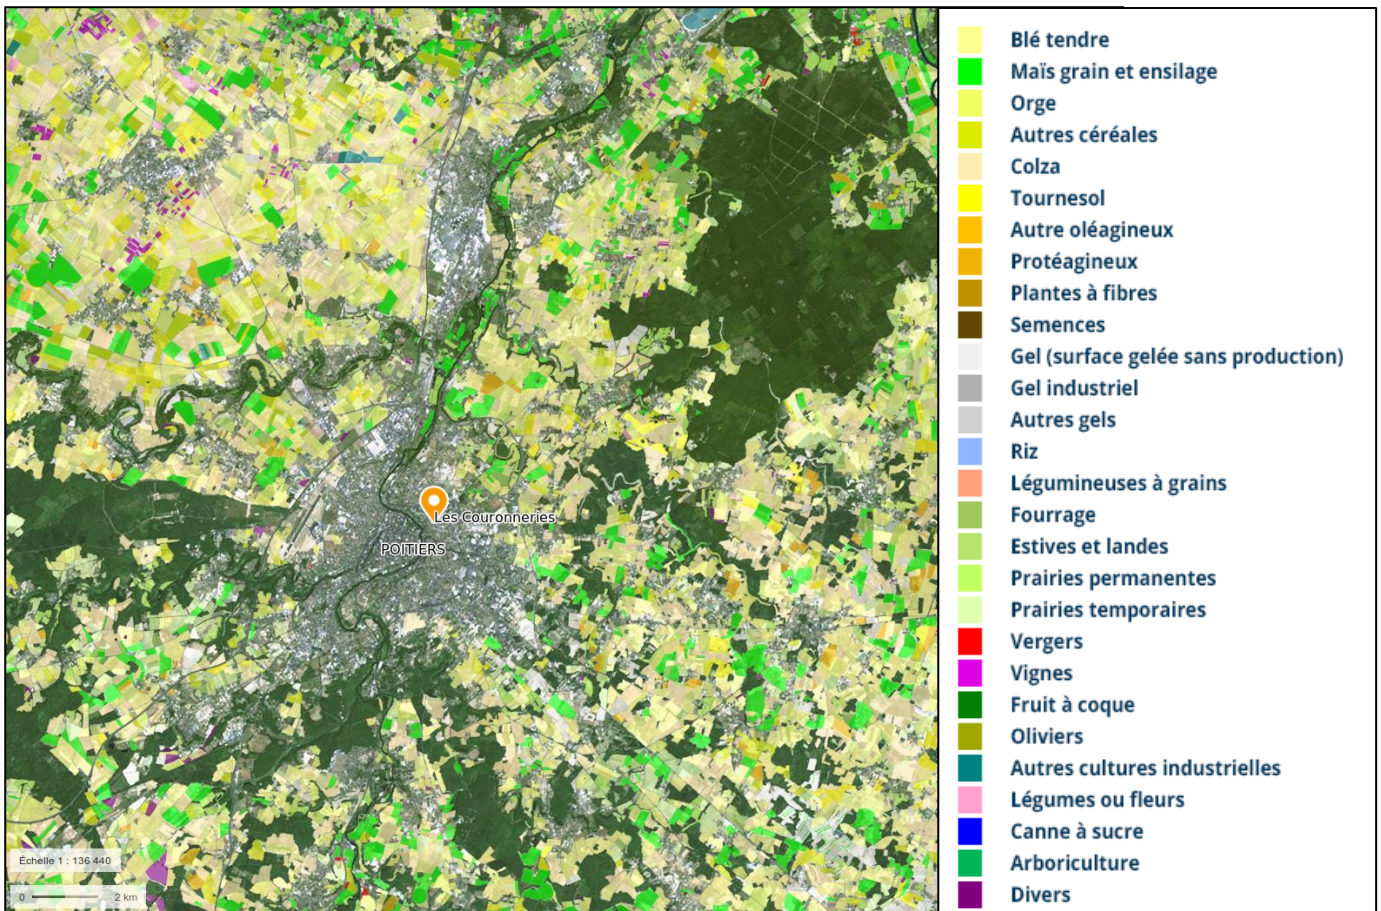 Les Couronneries
POITIERS
Échelle 1 : 136 440
0 2 km
Blé tendre
Maïs grain et ensilage
Orge
Autres céréales
Colza
Tournesol
Autre oléagineux
Protéagineux
Plantes à fibres
Semences
Gel (surface gelée sans production)
Gel industriel
Autres gels
Riz
Légumineuses à grains
Fourrage
Estives et landes
Prairies permanentes
Prairies temporaires
Vergers
Vignes
Fruit à coque
Oliviers
Autres cultures industrielles
Légumes ou fleurs
Canne à sucre
Arboriculture
Divers